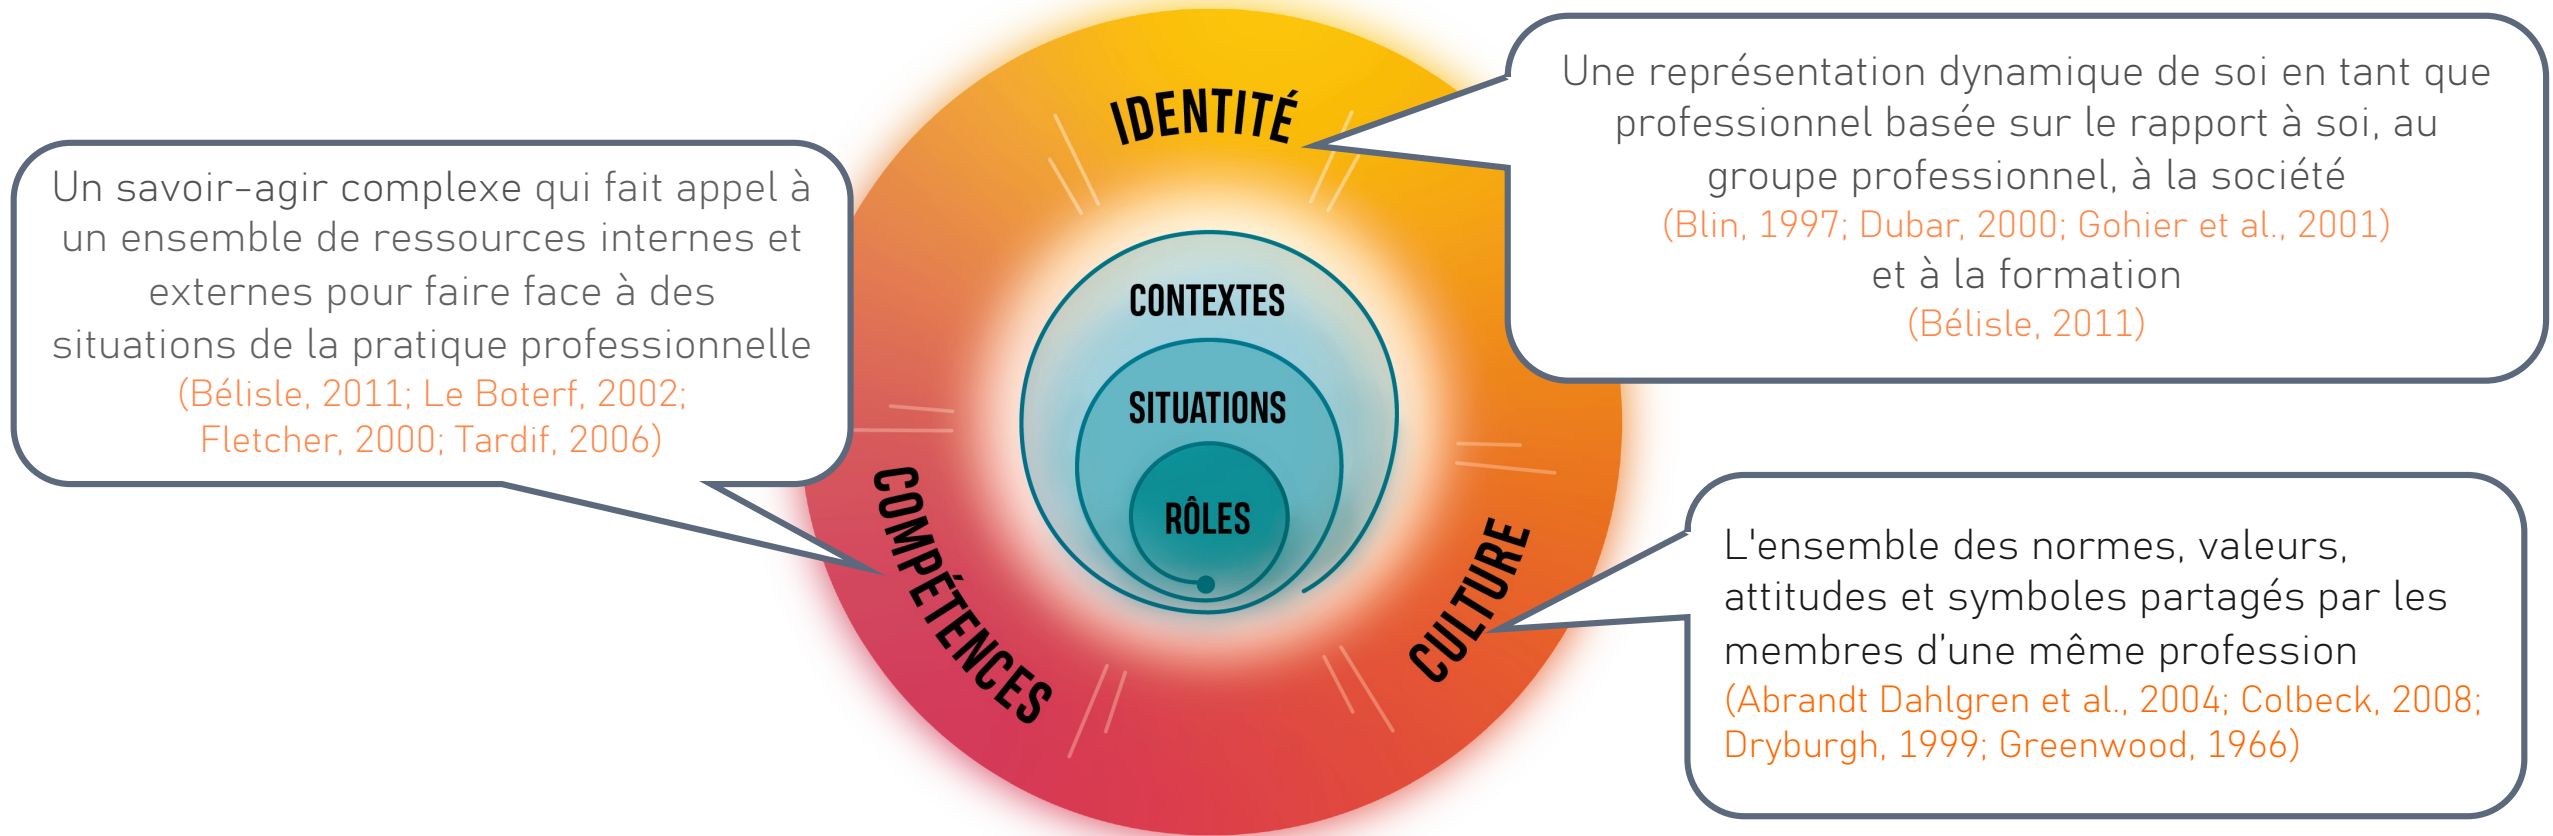 IDENTITÉ
Une représentation dynamique de soi en tant que
professionnel basée sur le rapport à soi, au
groupe professionnel, à la société
(Blin, 1997; Dubar, 2000; Gohier et al., 2001)
et à la formation
(Bélisle, 2011)
Un savoir-agir complexe qui fait appel à
un ensemble de ressources internes et
externes pour faire face à des
situations de la pratique professionnelle
(Bélisle, 2011; Le Boterf, 2002;
Fletcher, 2000; Tardif, 2006)
CONTEXTES
SITUATIONS
RÔLES
COMPÉTENCES
CULTURE
L'ensemble des normes, valeurs,
attitudes et symboles partagés par les
membres d'une même profession
(Abrandt Dahlgren et al., 2004; Colbeck, 2008;
Dryburgh, 1999; Greenwood, 1966)